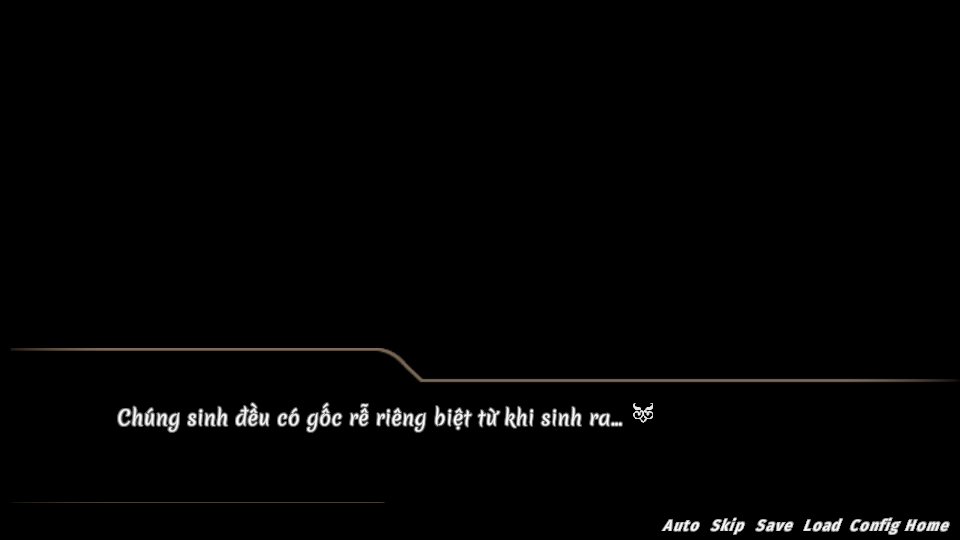 Chúng sinh đều có gốc rễ riêng biệt từ khi sinh ra...
Auto Skip Save Load Config Home